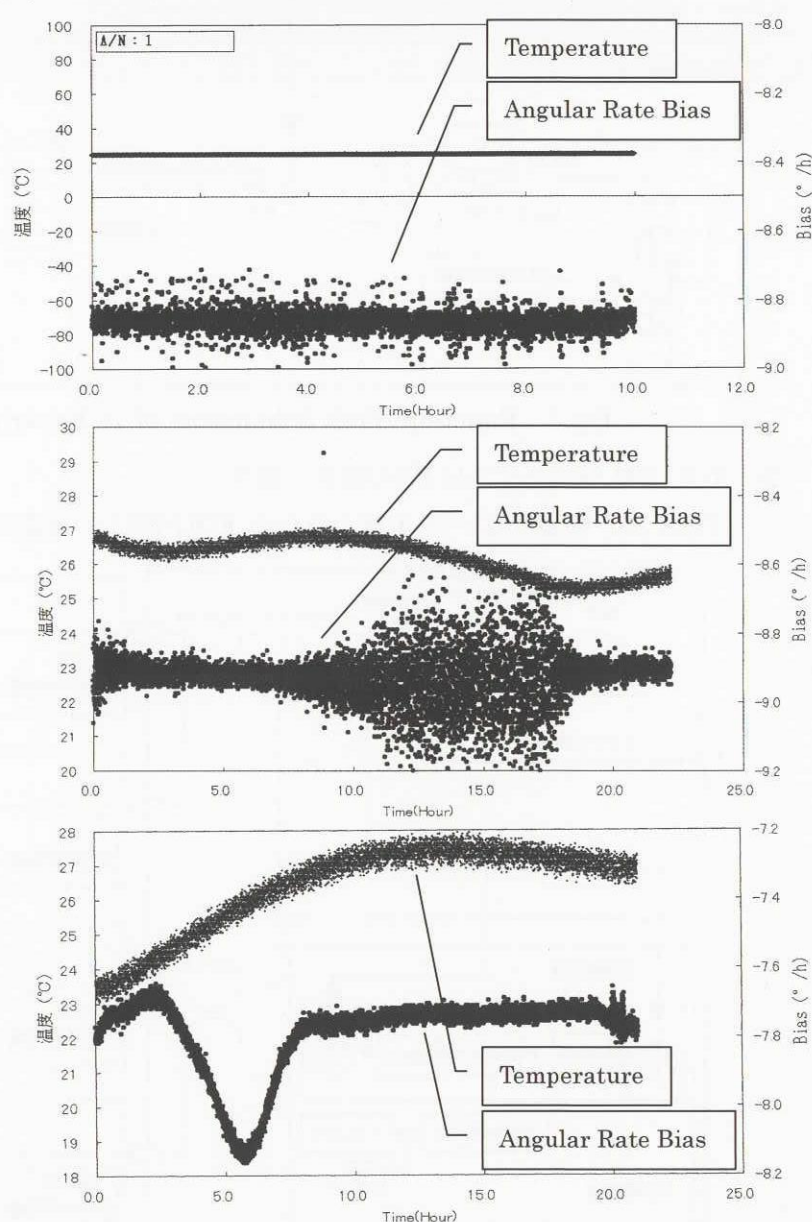 A/N : 1
Temperature
Angular Rate Bias
100
80
60
40
20
0
-20
-40
-60
-80
-100
温度 (℃)
-8.0
-8.2
-8.4
-8.6
-8.8
-9.0
Bias (° /h)
0.0 2.0 4.0 6.0 8.0 10.0 12.0
Time(Hour)
Temperature
Angular Rate Bias
30
29
28
27
26
25
24
23
22
21
20
温度 (℃)
-8.2
-8.4
-8.6
-8.8
-9.0
-9.2
Bias (° /h)
0.0 5.0 10.0 15.0 20.0 25.0
Time(Hour)
28
27
26
25
24
23
22
21
20
19
18
温度 (℃)
-7.2
-7.4
-7.6
-7.8
-8.0
-8.2
Bias (° /h)
Temperature
Angular Rate Bias
0.0 5.0 10.0 15.0 20.0 25.0
Time(Hour)